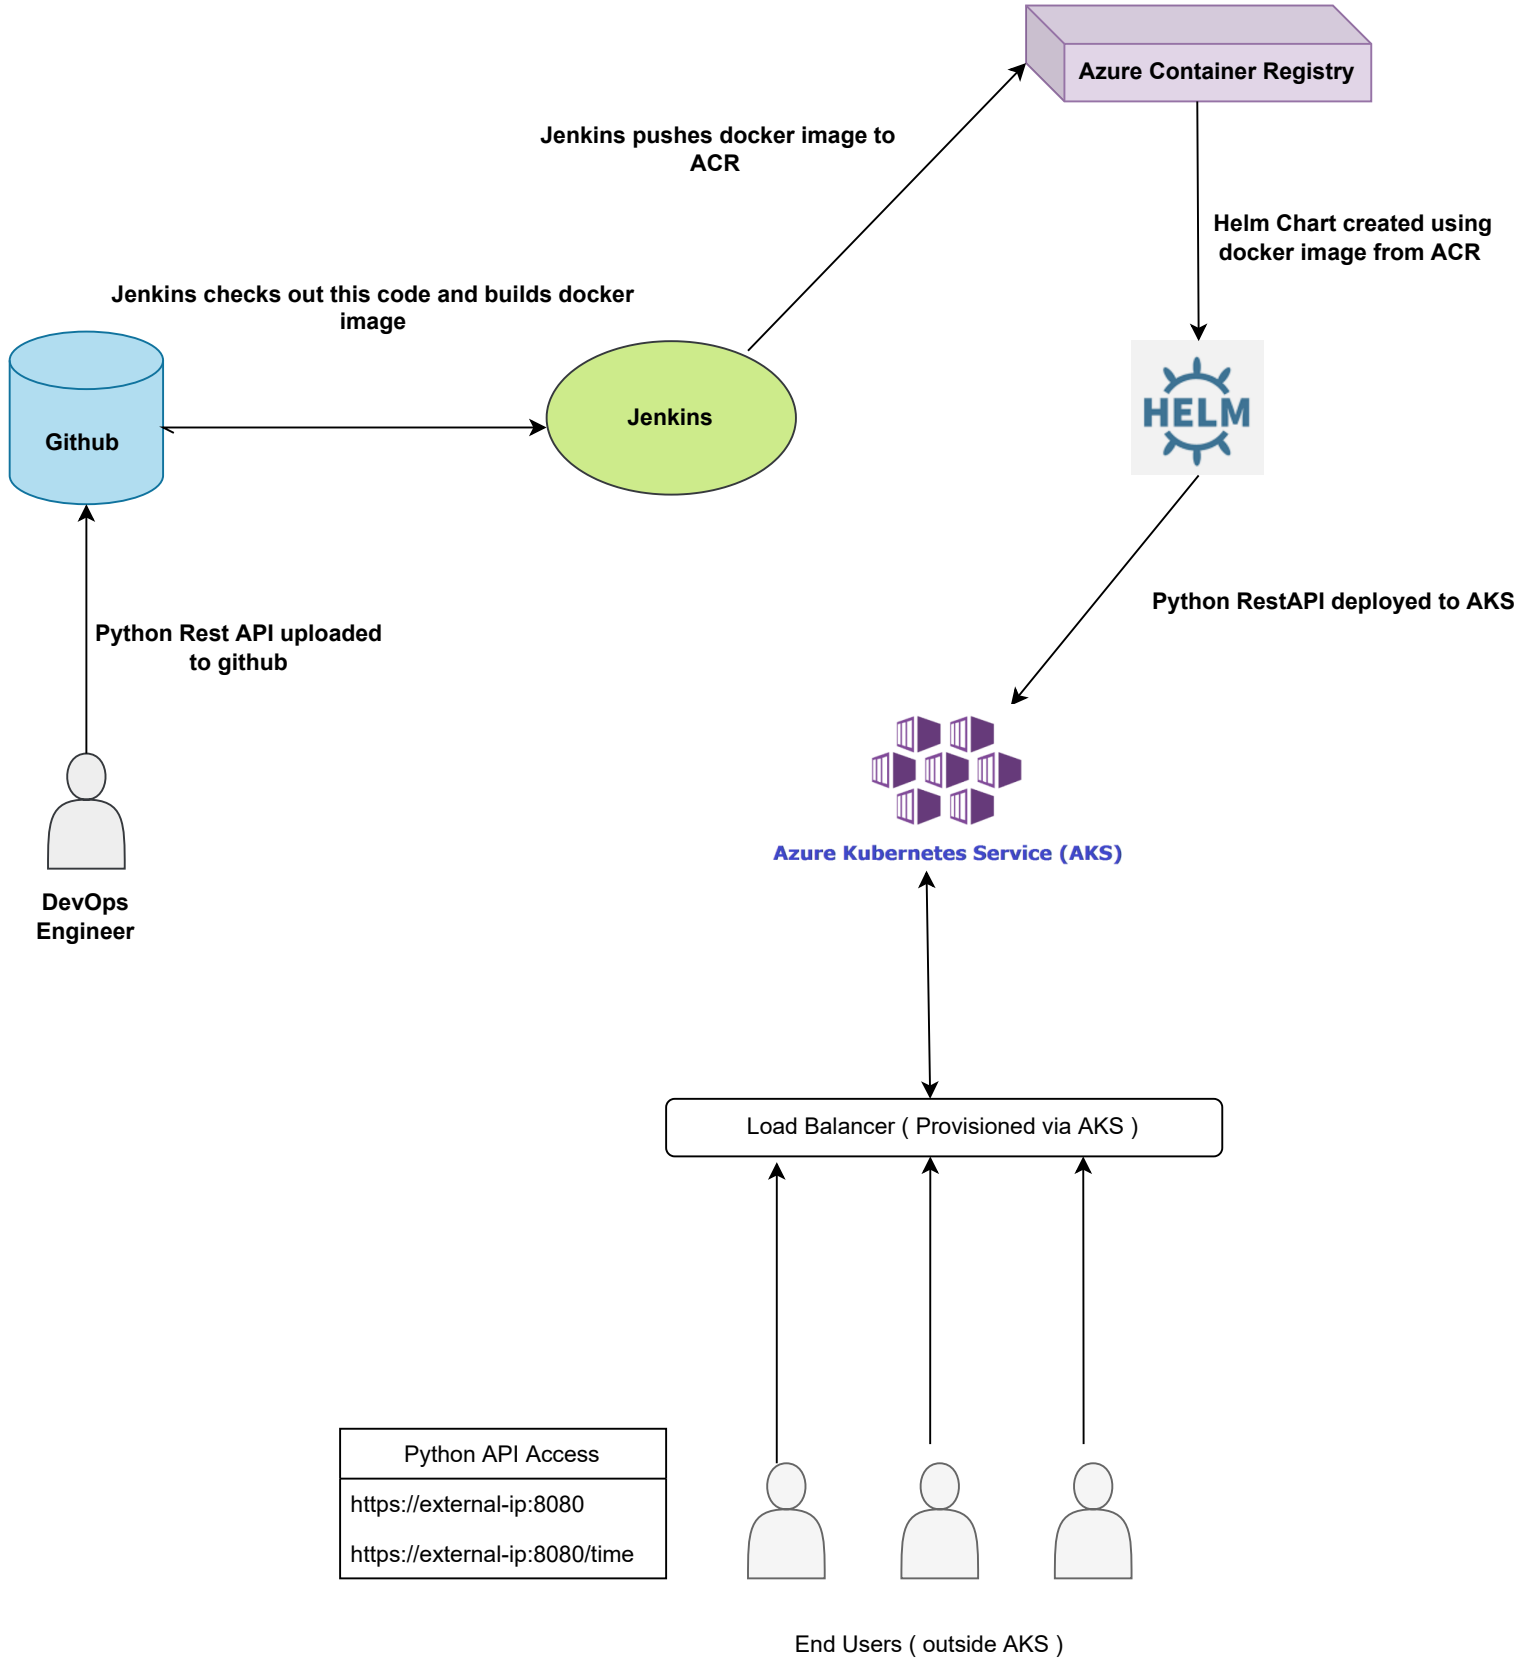 Azure Container Registry
Jenkins pushes docker image to
ACR
Helm Chart created using
docker image from ACR
Jenkins checks out this code and builds docker
image
Github
Jenkins
HELM
Python RestAPI deployed to AKS
Python Rest API uploaded
to github
Azure Kubernetes Service (AKS)
DevOps
Engineer
Load Balancer ( Provisioned via AKS )
Python API Access
https://external-ip:8080
https://external-ip:8080/time
End Users ( outside AKS )